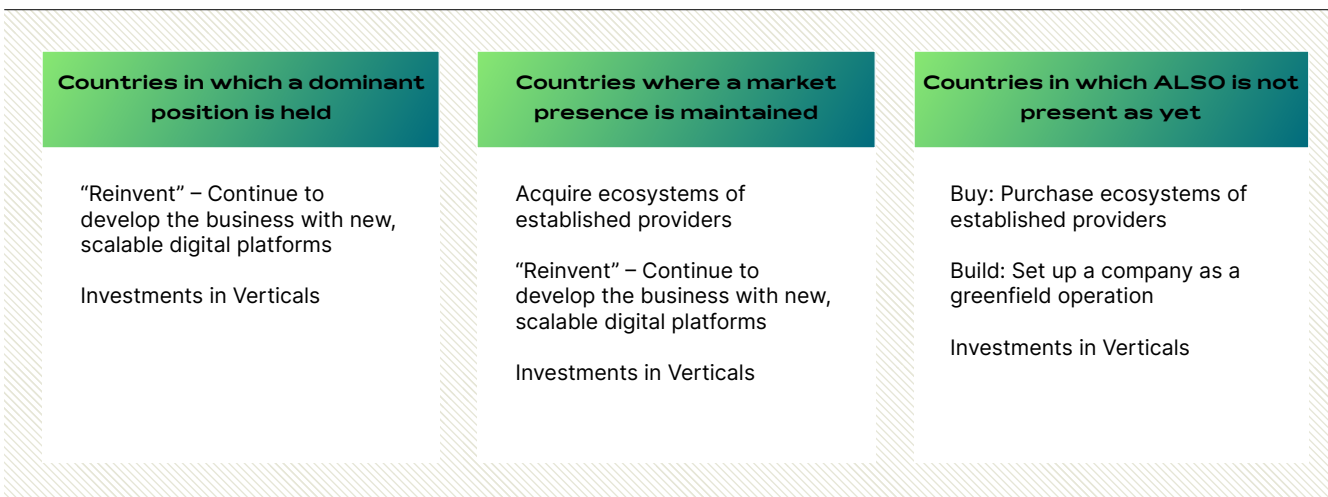 Countries in which a dominant
position is held
“Reinvent” – Continue to
develop the business with new,
scalable digital platforms
Investments in Verticals
Countries where a market
presence is maintained
Acquire ecosystems of
established providers
“Reinvent” – Continue to
develop the business with new,
scalable digital platforms
Investments in Verticals
Countries in which ALSO is not
present as yet
Buy: Purchase ecosystems of
established providers
Build: Set up a company as a
greenfield operation
Investments in Verticals